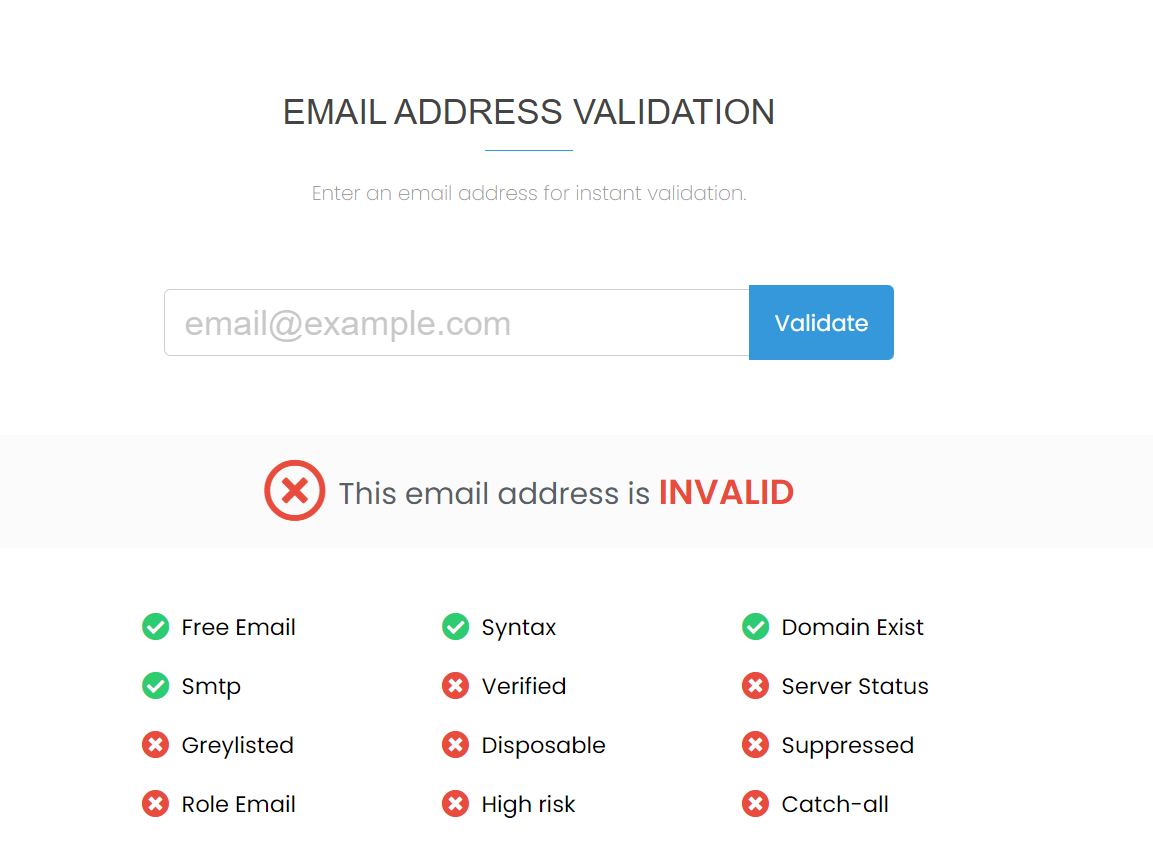 EMAIL ADDRESS VALIDATION
Enter an email address for instant validation.
email@example.com
Validate
This email address is INVALID
Free Email
Syntax
Domain Exist
Smtp
Verified
Server Status
Greylisted
Disposable
Suppressed
Role Email
High risk
Catch-all